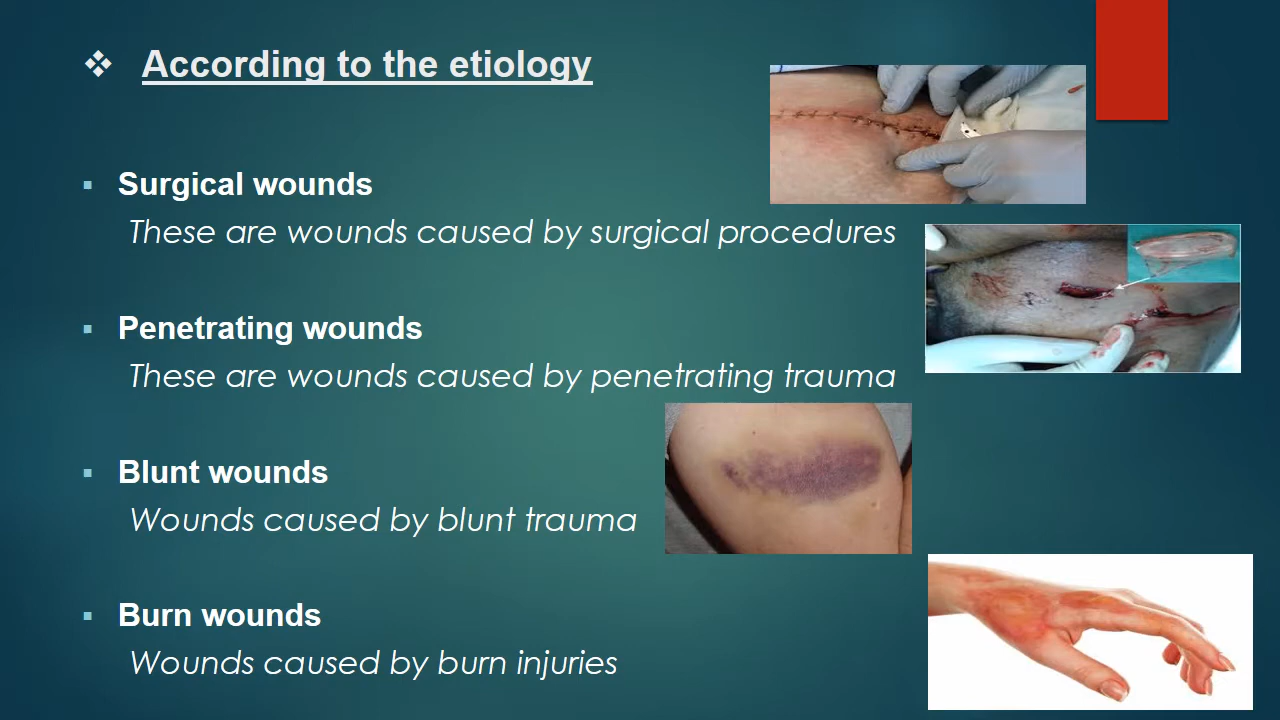 According to the etiology
Surgical wounds
These are wounds caused by surgical procedures
Penetrating wounds
These are wounds caused by penetrating trauma
Blunt wounds
Wounds caused by blunt trauma
Burn wounds
Wounds caused by burn injuries